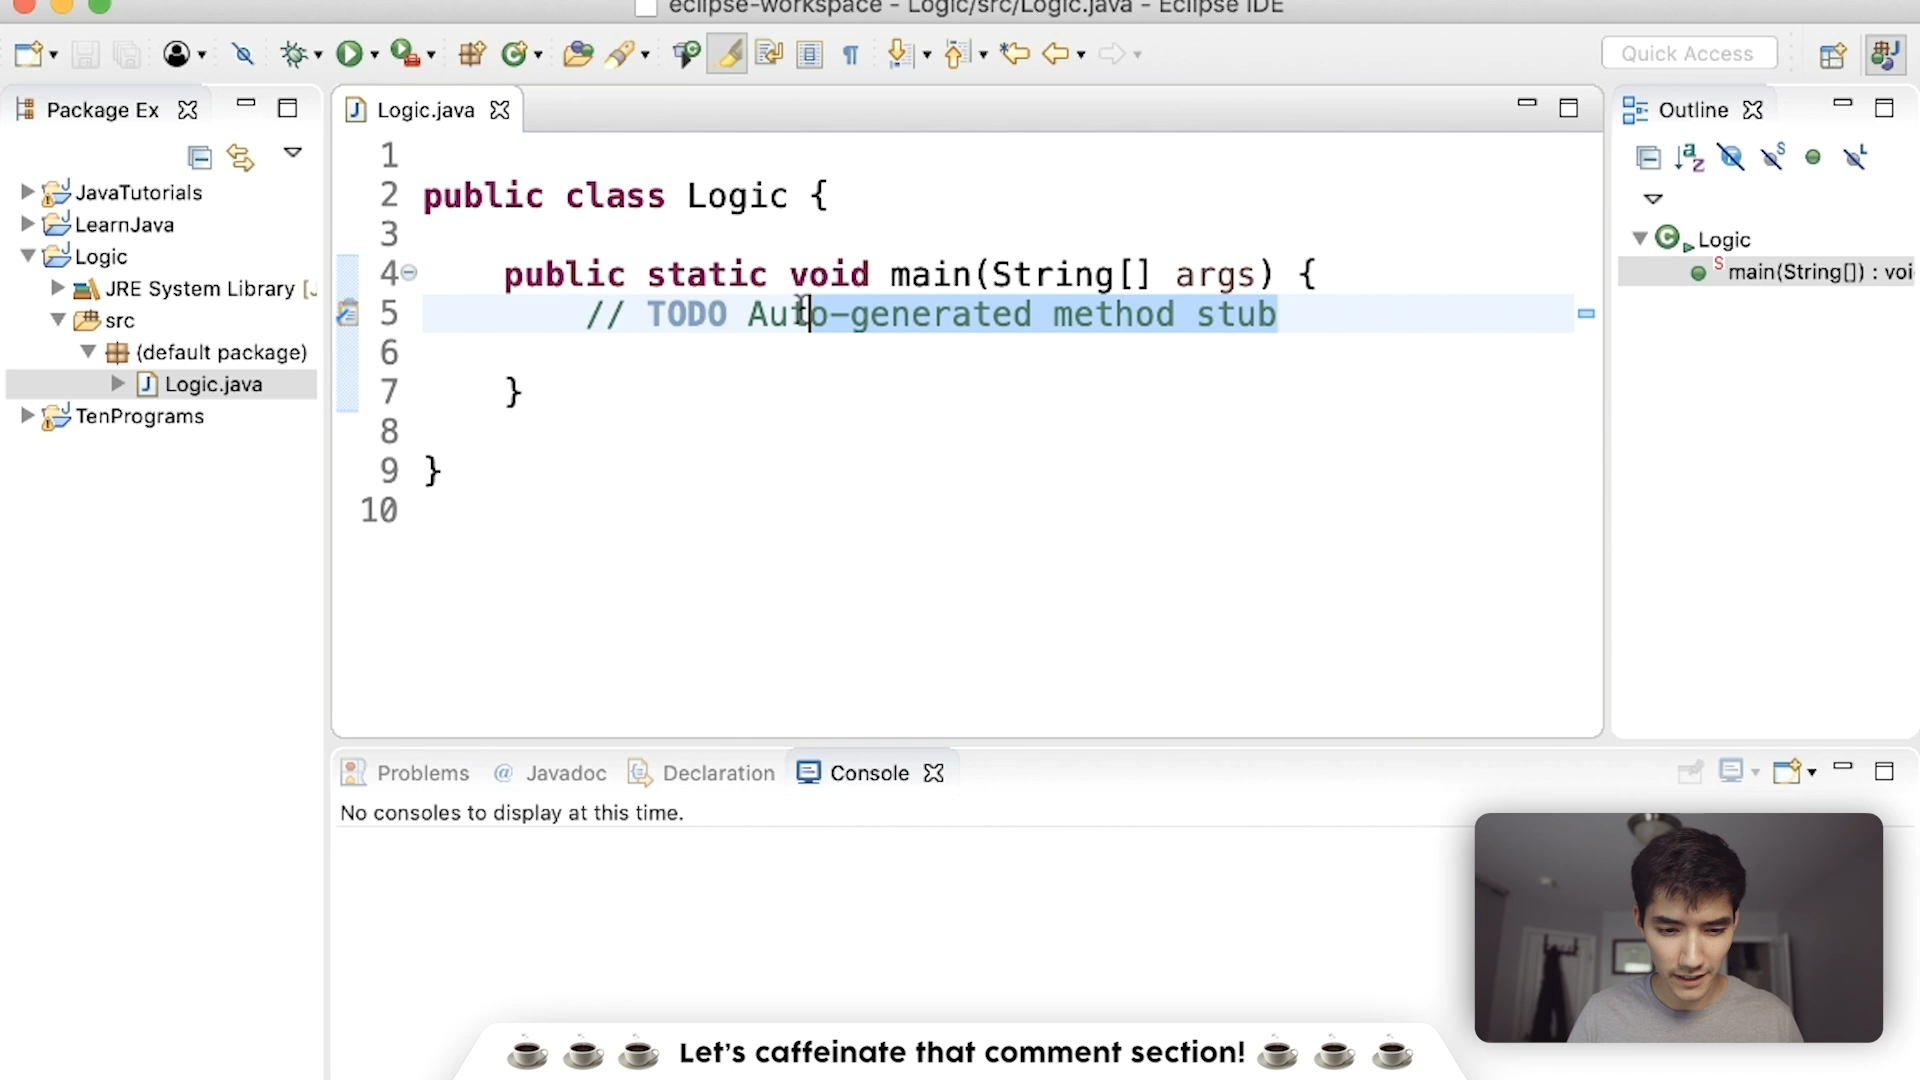 eclipse-workspace - Logic/src/Logic.java - Eclipse IDE
Quick Access
Package Ex
Logic.java
Outline
JavaTutorials
LearnJava
Logic
JRE System Library [
src
(default package)
Logic.java
TenPrograms
1
2 public class Logic {
3
4 public static void main(String[] args) {
5 // TODO Auto-generated method stub
6
7 }
8
9 }
10
Logic
S main(String[]) : voi
Problems @ Javadoc Declaration Console
No consoles to display at this time.
Let's caffeinate that comment section!